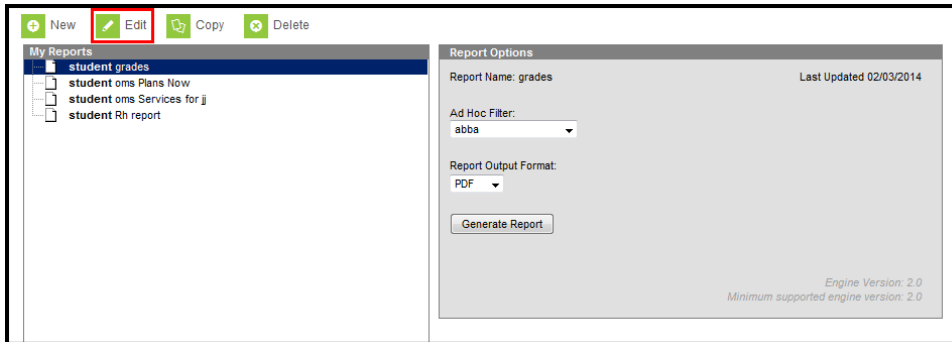 New Edit Copy Delete
My Reports
student grades
student oms Plans Now
student oms Services for jj
student Rh report
Report Options
Report Name: grades Last Updated 02/03/2014
Ad Hoc Filter:
abba
Report Output Format:
PDF
Generate Report
Engine Version: 2.0
Minimum supported engine version: 2.0